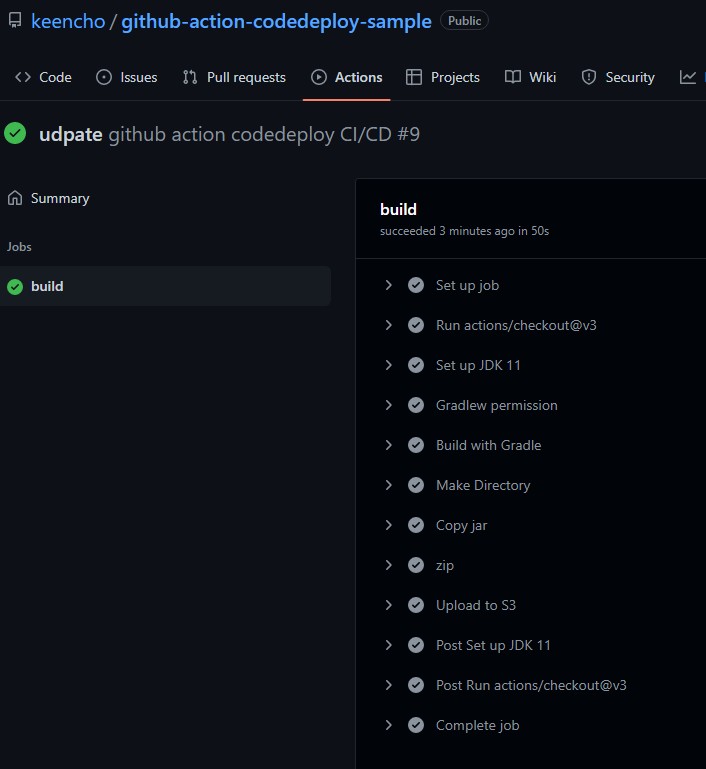 keencho / github-action-codedeploy-sample Public
Code Issues Pull requests Actions Projects Wiki Security
udpate github action codedeploy CI/CD #9
Summary
Jobs
build
build
succeeded 3 minutes ago in 50s
Set up job
Run actions/checkout@v3
Set up JDK 11
Gradlew permission
Build with Gradle
Make Directory
Copy jar
zip
Upload to S3
Post Set up JDK 11
Post Run actions/checkout@v3
Complete job